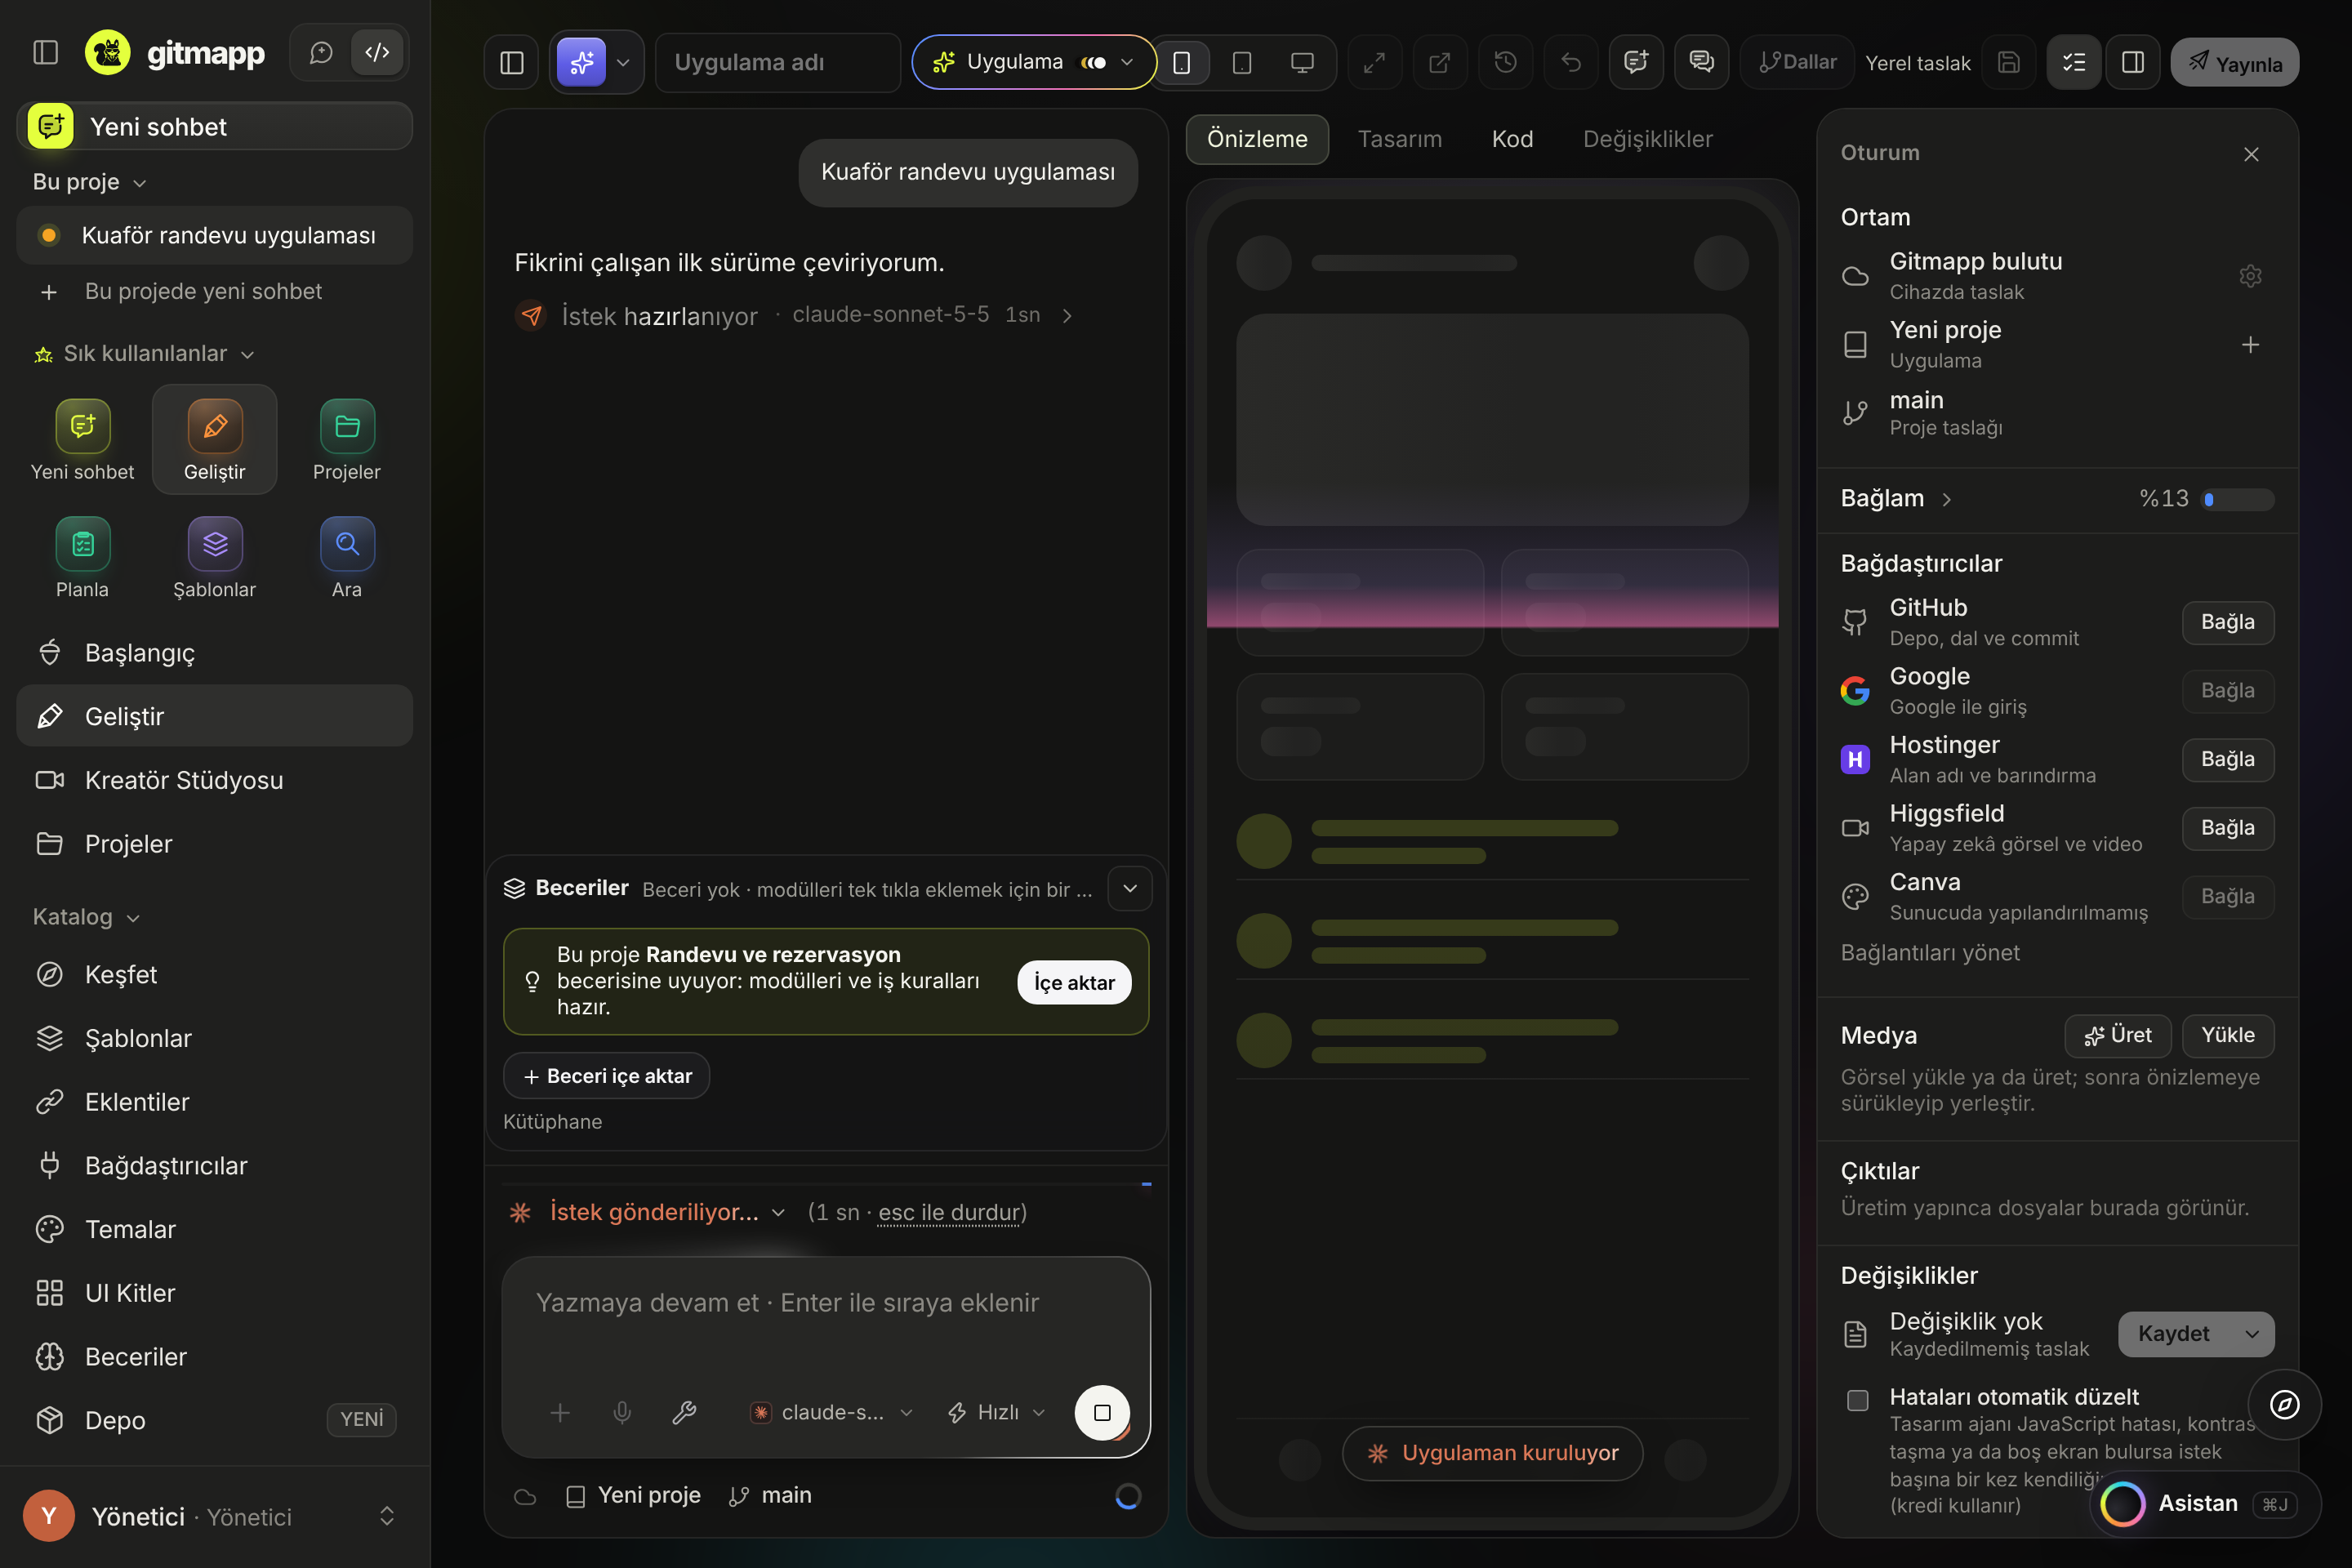 gitmapp
Yeni sohbet
Bu proje
Kuaför randevu uygulaması
Bu projede yeni sohbet
Sık kullanılanlar
Yeni sohbet
Geliştir
Projeler
Planla
Şablonlar
Ara
Başlangıç
Geliştir
Kreatör Stüdyosu
Projeler
Katalog
Keşfet
Şablonlar
Eklentiler
Bağdaştırıcılar
Temalar
UI Kitler
Beceriler
Depo YENİ
Y Yönetici · Yönetici
Uygulama adı
Uygulama
Dallar
Yerel taslak
Yayınla
Kuaför randevu uygulaması
Fikrini çalışan ilk sürüme çeviriyorum.
İstek hazırlanıyor · claude-sonnet-5-5 1sn
Beceriler Beceri yok · modülleri tek tıkla eklemek için bir ...
Bu proje Randevu ve rezervasyon
becerisine uyuyor: modülleri ve iş kuralları
hazır.
İçe aktar
Beceri içe aktar
Kütüphane
İstek gönderiliyor... (1 sn · esc ile durdur)
Yazmaya devam et · Enter ile sıraya eklenir
claude-s... Hızlı
Yeni proje main
Önizleme Tasarım Kod Değişiklikler
Uygulaman kuruluyor
Oturum
Ortam
Gitmapp bulutu
Cihazda taslak
Yeni proje
Uygulama
main
Proje taslağı
Bağlam %13
Bağdaştırıcılar
GitHub
Depo, dal ve commit
Bağla
Google
Google ile giriş
Bağla
H
Hostinger
Alan adı ve barındırma
Bağla
Higgsfield
Yapay zekâ görsel ve video
Bağla
Canva
Sunucuda yapılandırılmamış
Bağla
Bağlantıları yönet
Medya Üret Yükle
Görsel yükle ya da üret; sonra önizlemeye
sürükleyip yerleştir.
Çıktılar
Üretim yapınca dosyalar burada görünür.
Değişiklikler
Değişiklik yok
Kaydedilmemiş taslak
Kaydet
Hataları otomatik düzelt
Tasarım ajanı JavaScript hatası, kontras
taşma ya da boş ekran bulursa istek
başına bir kez
(kredi kullanır)
Asistan ⌘J